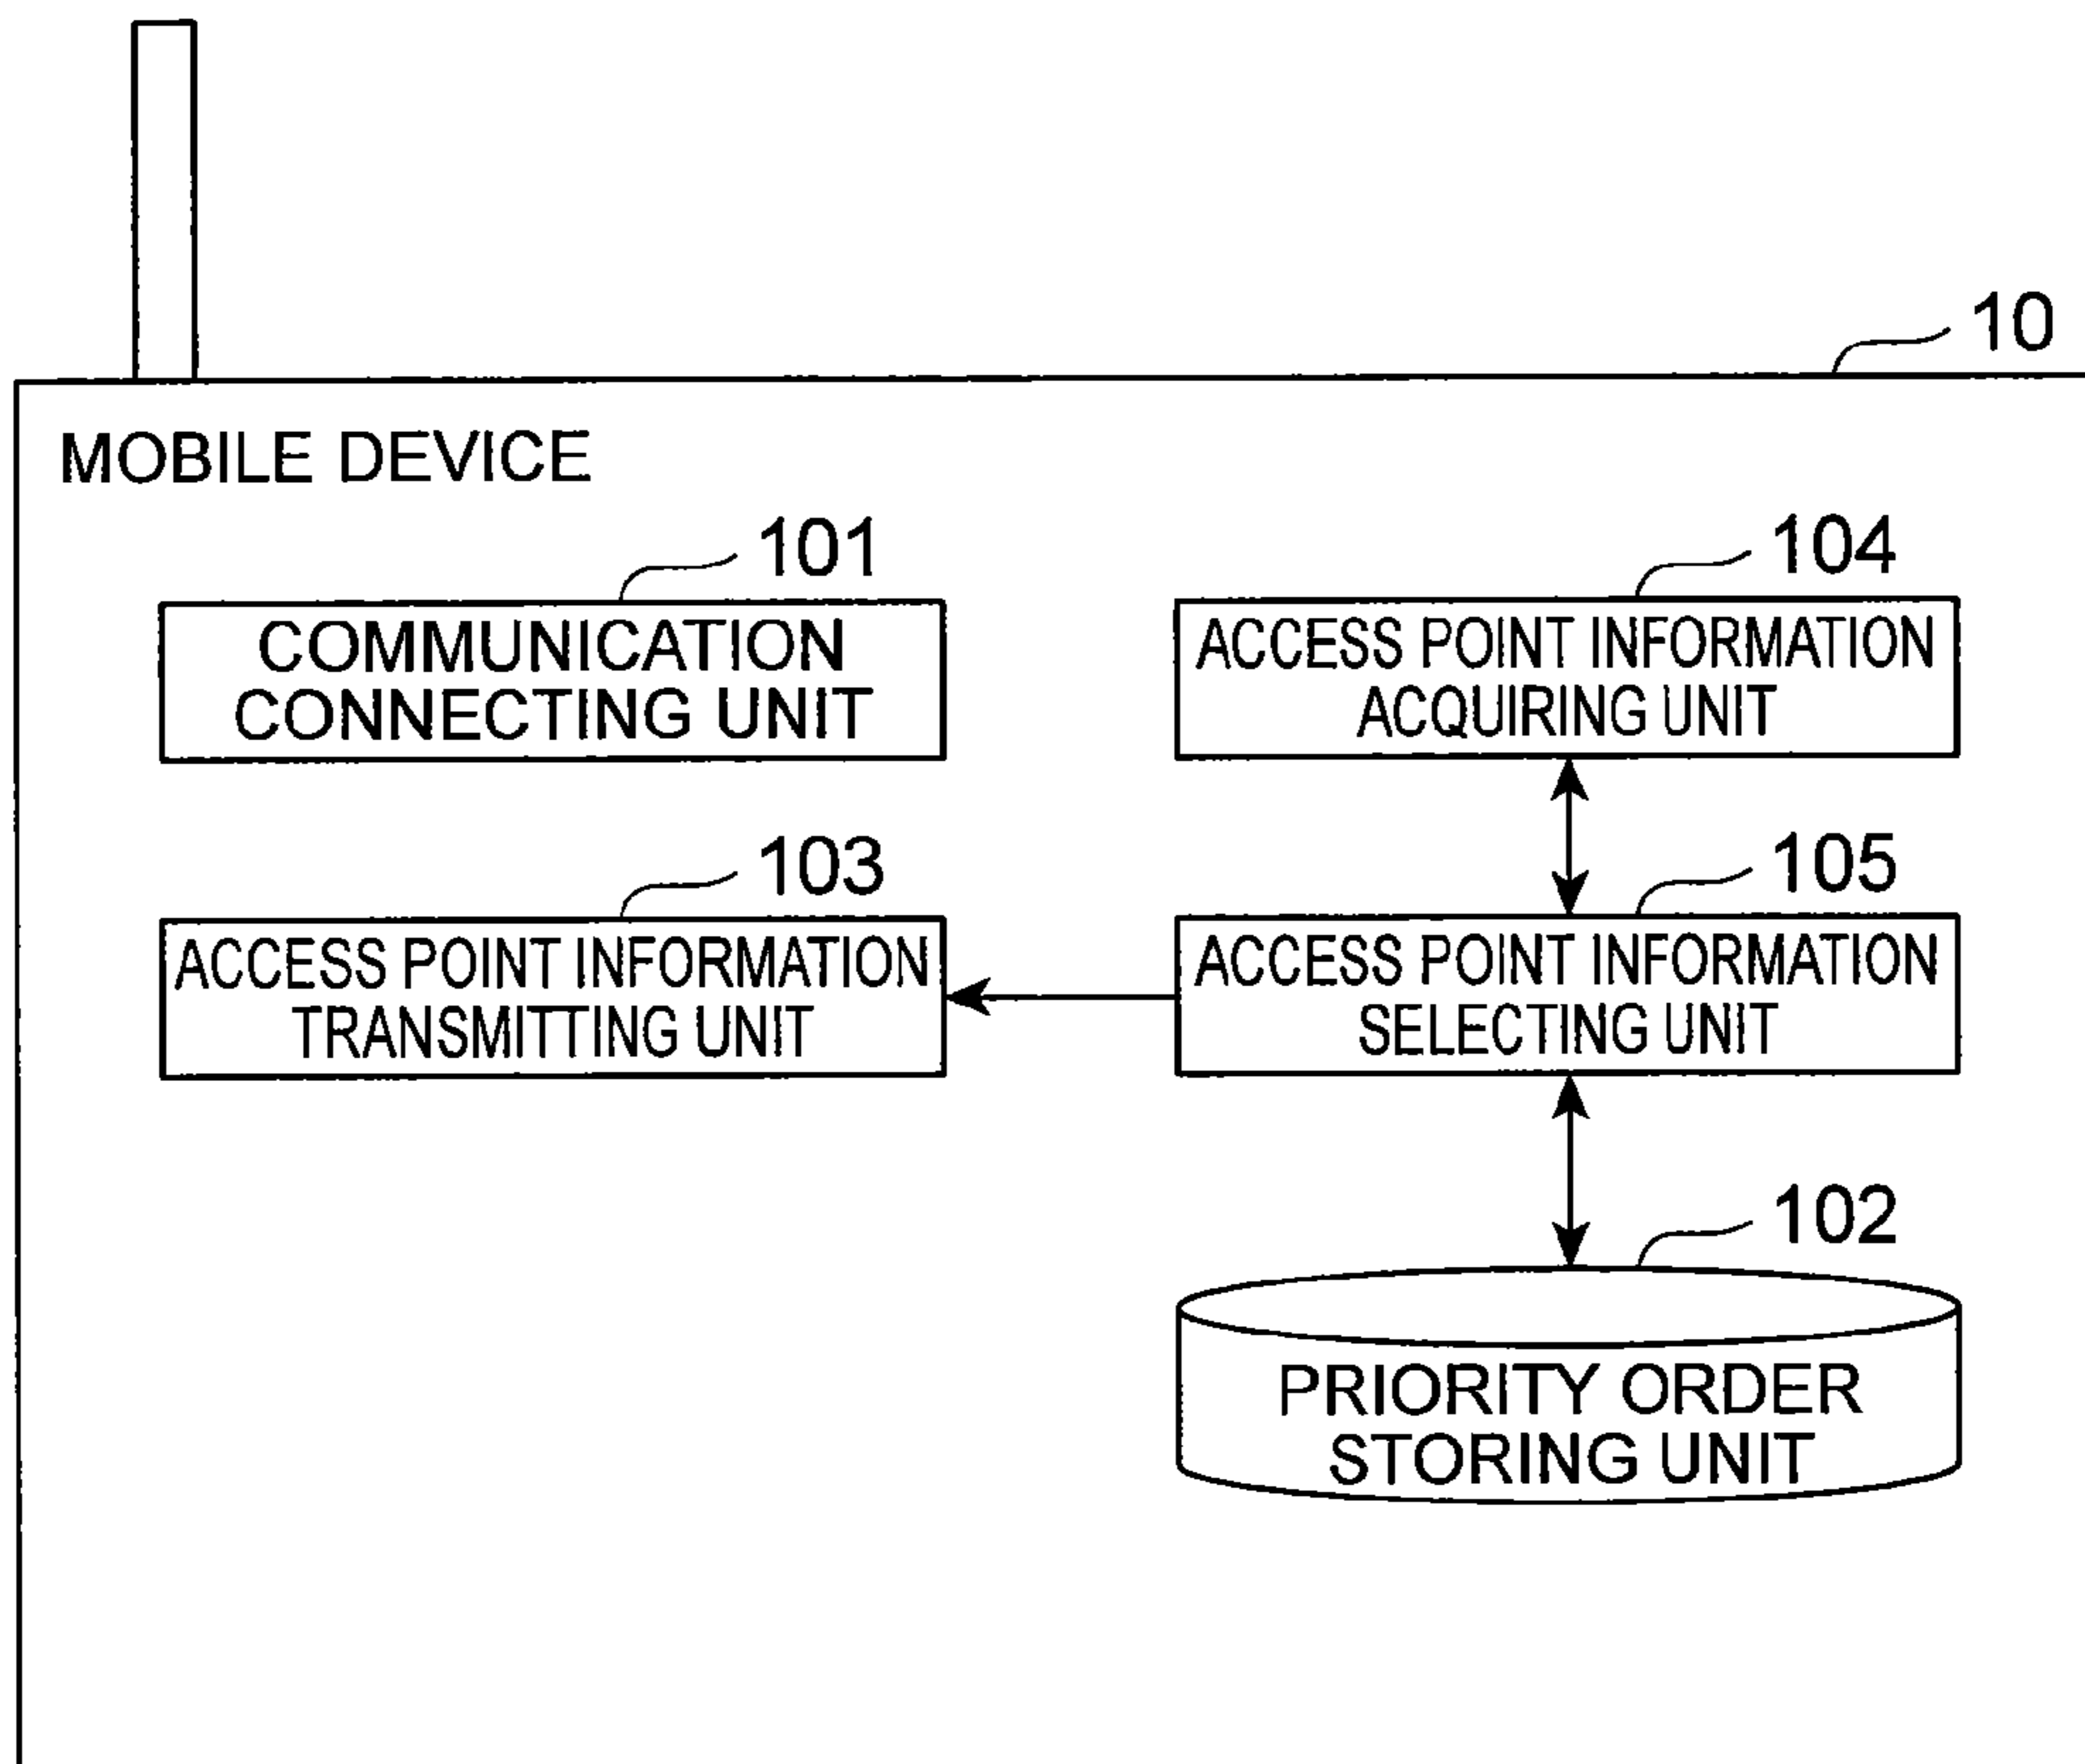 10
MOBILE DEVICE
101
COMMUNICATION
CONNECTING UNIT
104
ACCESS POINT INFORMATION
ACQUIRING UNIT
103
ACCESS POINT INFORMATION
TRANSMITTING UNIT
105
ACCESS POINT INFORMATION
SELECTING UNIT
102
PRIORITY ORDER
STORING UNIT